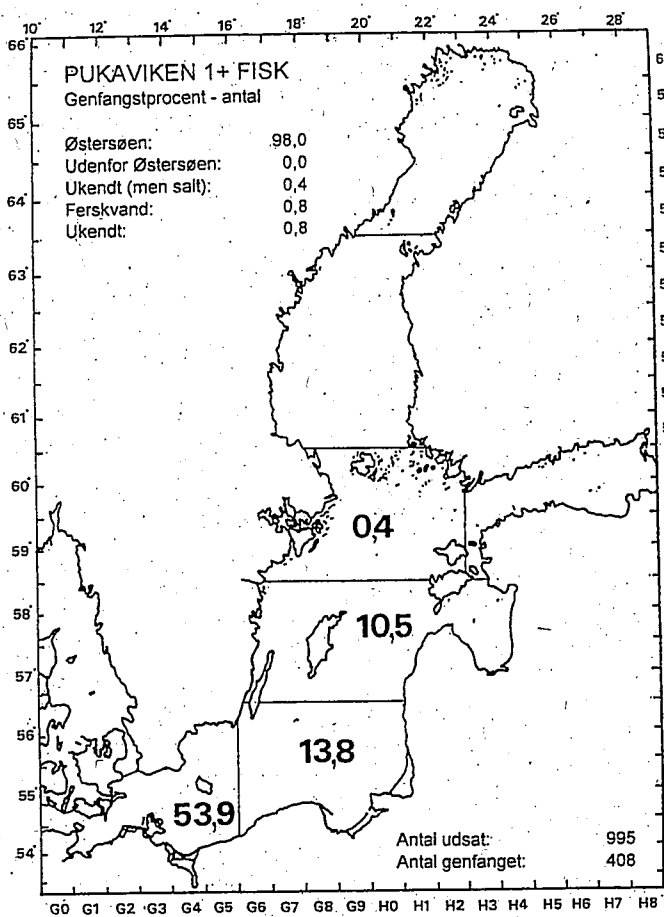 10° 12° 14° 16° 18° 20° 22° 24° 26° 28°
66°
PUKAVIKEN 1+ FISK
Genfangstprocent - antal
65°
Østersøen: 98,0
Udenfor Østersøen: 0,0
Ukendt (men salt): 0,4
Ferskvand: 0,8
Ukendt: 0,8
64°
63°
62°
61°
60°
0,4
59°
58°
10,5
57°
56°
13,8
55°
53,9
Antal udsat: 995
54°
Antal genfanget: 408
G0 G1 G2 G3 G4 G5 G6 G7 G8 G9 H0 H1 H2 H3 H4 H5 H6 H7 H8